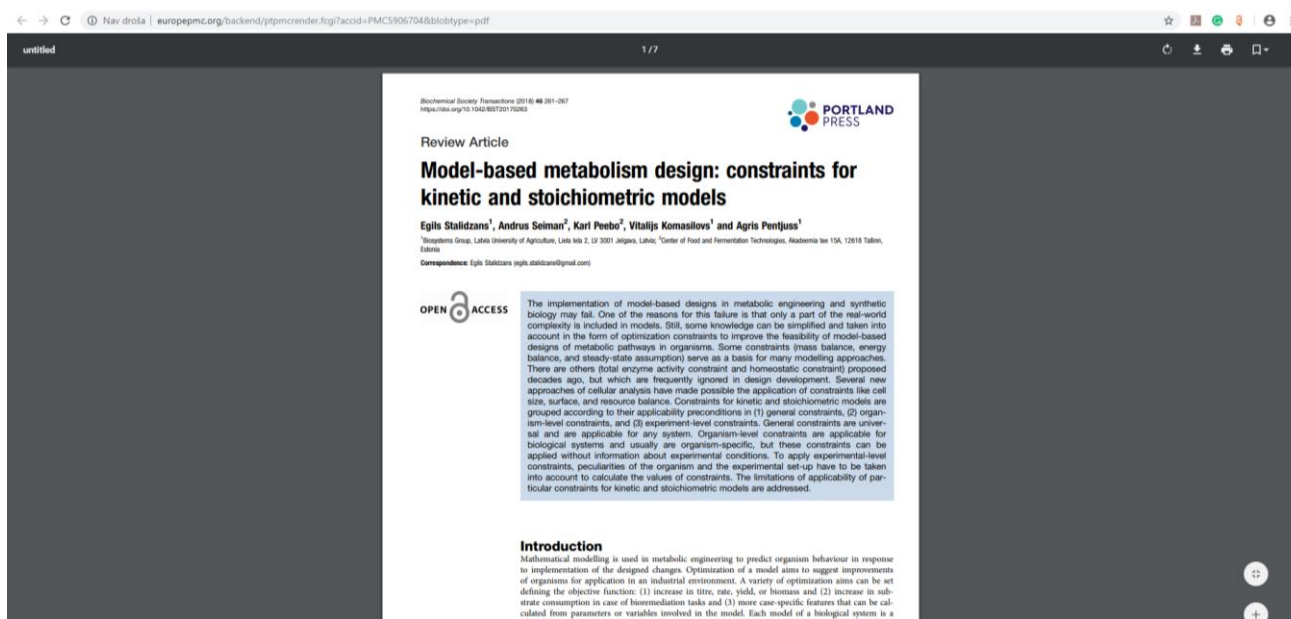 Nav droša | europepmc.org/backend/ptpmcrender.fcgi?accid=PMC5906704&blobtype=pdf
untitled
1 / 7
Biochemical Society Transactions (2018) 46 261–267
https://doi.org/10.1042/BST20170263
PORTLAND
PRESS
Review Article
Model-based metabolism design: constraints for
kinetic and stoichiometric models
Egils Stalidzans1, Andrus Seiman2, Karl Peebo2, Vitalijs Komasilovs1 and Agris Pentjuss1
1Biosystems Group, Latvia University of Agriculture, Liela iela 2, LV 3001 Jelgava, Latvia; 2Center of Food and Fermentation Technologies, Akadeemia tee 15A, 12618 Tallinn,
Estonia
Correspondence: Egils Stalidzans (egils.stalidzans@gmail.com)
OPEN ACCESS
The implementation of model-based designs in metabolic engineering and synthetic
biology may fail. One of the reasons for this failure is that only a part of the real-world
complexity is included in models. Still, some knowledge can be simplified and taken into
account in the form of optimization constraints to improve the feasibility of model-based
designs of metabolic pathways in organisms. Some constraints (mass balance, energy
balance, and steady-state assumption) serve as a basis for many modelling approaches.
There are others (total enzyme activity constraint and homeostatic constraint) proposed
decades ago, but which are frequently ignored in design development. Several new
approaches of cellular analysis have made possible the application of constraints like cell
size, surface, and resource balance. Constraints for kinetic and stoichiometric models are
grouped according to their applicability preconditions in (1) general constraints, (2) organ-
ism-level constraints, and (3) experiment-level constraints. General constraints are univer-
sal and are applicable for any system. Organism-level constraints are applicable for
biological systems and usually are organism-specific, but these constraints can be
applied without information about experimental conditions. To apply experimental-level
constraints, peculiarities of the organism and the experimental set-up have to be taken
into account to calculate the values of constraints. The limitations of applicability of par-
ticular constraints for kinetic and stoichiometric models are addressed.
Introduction
Mathematical modelling is used in metabolic engineering to predict organism behaviour in response
to implementation of the designed changes. Optimization of a model aims to suggest improvements
of organisms for application in an industrial environment. A variety of optimization aims can be set
defining the objective function: (1) increase in titre, rate, yield, or biomass and (2) increase in sub-
strate consumption in case of bioremediation tasks and (3) more case-specific features that can be cal-
culated from parameters or variables involved in the model. Each model of a biological system is a